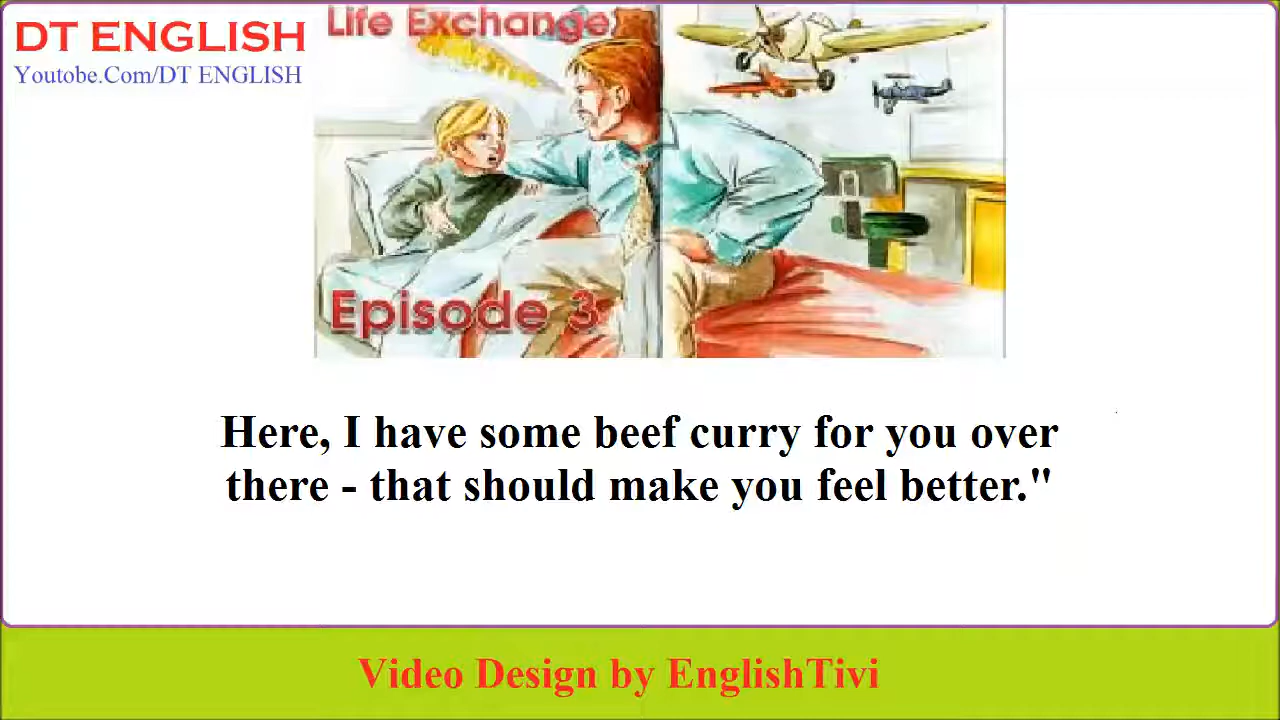 DT ENGLISH
Youtobe.Com/DT ENGLISH
Life Exchange
Episode 3
Here, I have some beef curry for you over
there - that should make you feel better."
Video Design by EnglishTivi